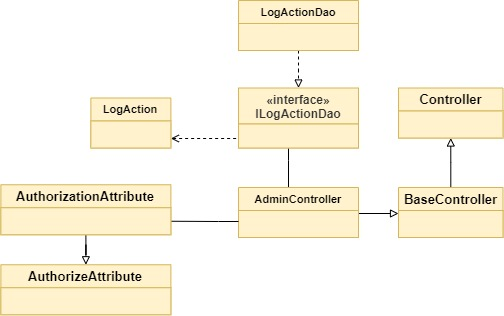 LogActionDao
«interface»
ILogActionDao
LogAction
Controller
AuthorizationAttribute
AdminController
BaseController
AuthorizeAttribute